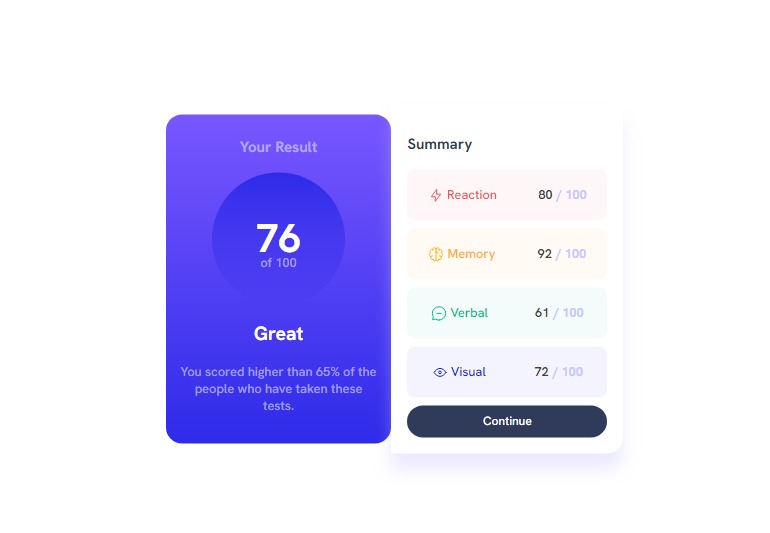 Your Result
76
of 100
Great
You scored higher than 65% of the
people who have taken these
tests.
Summary
Reaction 80 / 100
Memory 92 / 100
Verbal 61 / 100
Visual 72 / 100
Continue